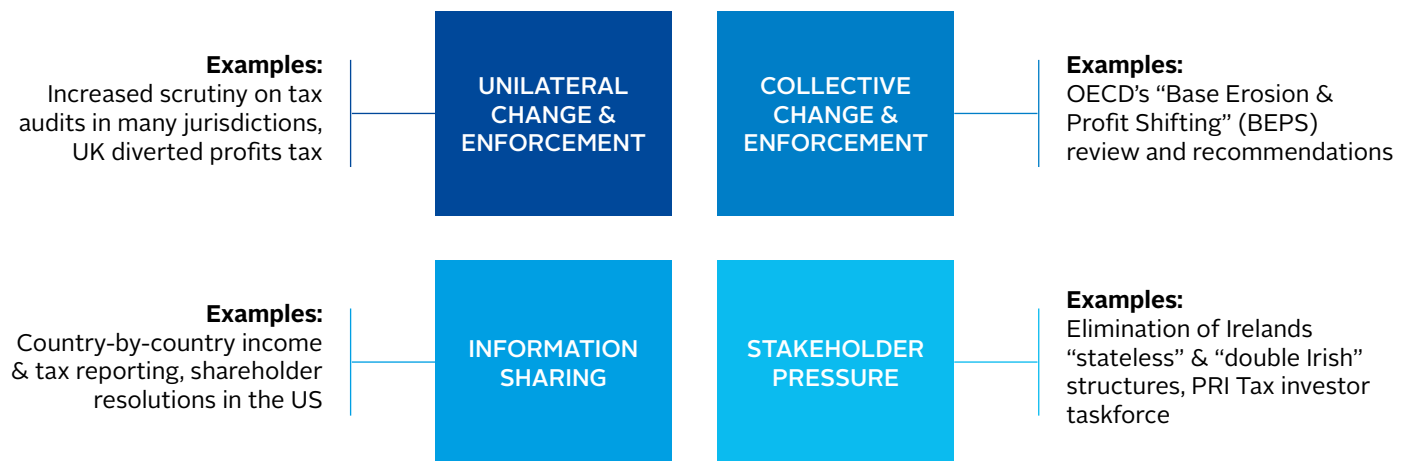 Examples:
Increased scrutiny on tax
audits in many jurisdictions,
UK diverted profits tax
UNILATERAL
CHANGE &
ENFORCEMENT
COLLECTIVE
CHANGE &
ENFORCEMENT
Examples:
OECD’s “Base Erosion &
Profit Shifting” (BEPS)
review and recommendations
Examples:
Country-by-country income
& tax reporting, shareholder
resolutions in the US
INFORMATION
SHARING
STAKEHOLDER
PRESSURE
Examples:
Elimination of Irelands
“stateless” & “double Irish”
structures, PRI Tax investor
taskforce